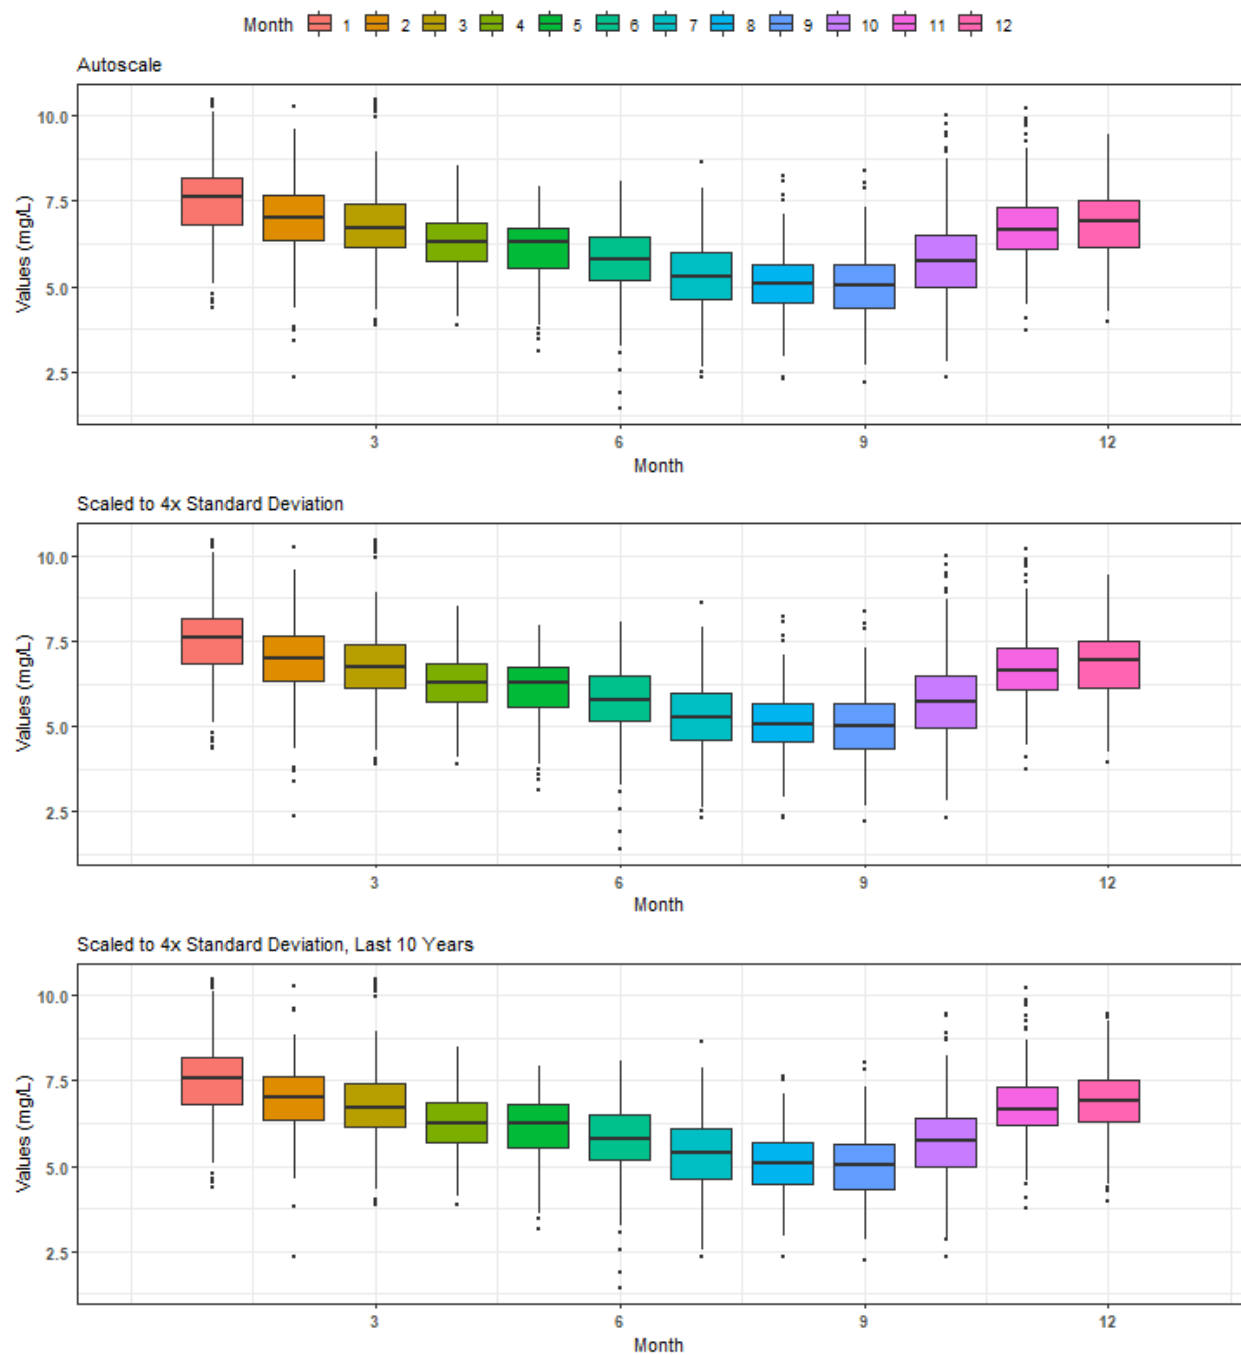 Month 1 2 3 4 5 6 7 8 9 10 11 12
Autoscale
Values (mg/L)
10.0
7.5
5.0
2.5
3 6 9 12
Month
Scaled to 4x Standard Deviation
Values (mg/L)
10.0
7.5
5.0
2.5
3 6 9 12
Month
Scaled to 4x Standard Deviation, Last 10 Years
Values (mg/L)
10.0
7.5
5.0
2.5
3 6 9 12
Month